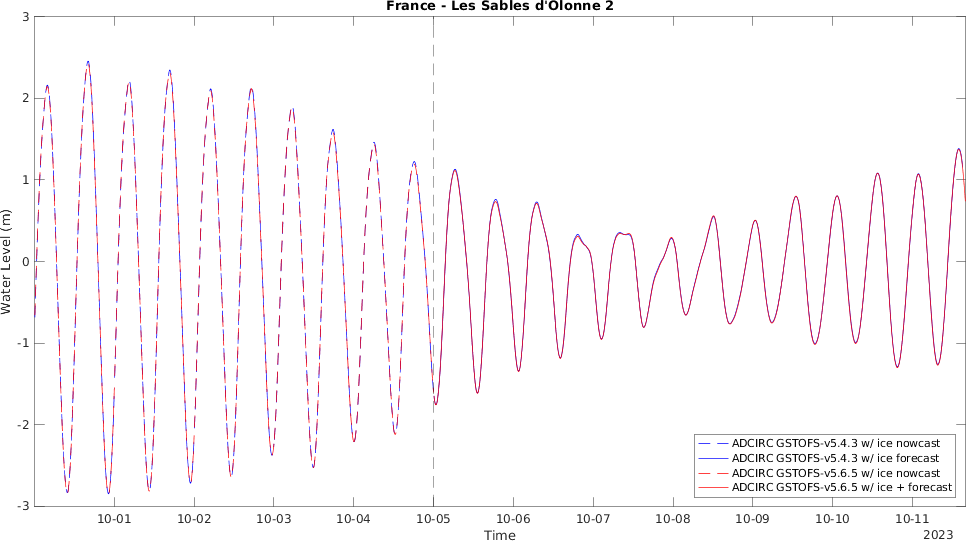 France - Les Sables d'Olonne 2
3
2
1
0
-1
-2
-3
Water Level (m)
ADCIRC GSTOFS-v5.4.3 w/ ice nowcast
ADCIRC GSTOFS-v5.4.3 w/ ice forecast
ADCIRC GSTOFS-v5.6.5 w/ ice nowcast
ADCIRC GSTOFS-v5.6.5 w/ ice + forecast
10-01 10-02 10-03 10-04 10-05 10-06 10-07 10-08 10-09 10-10 10-11
Time
2023